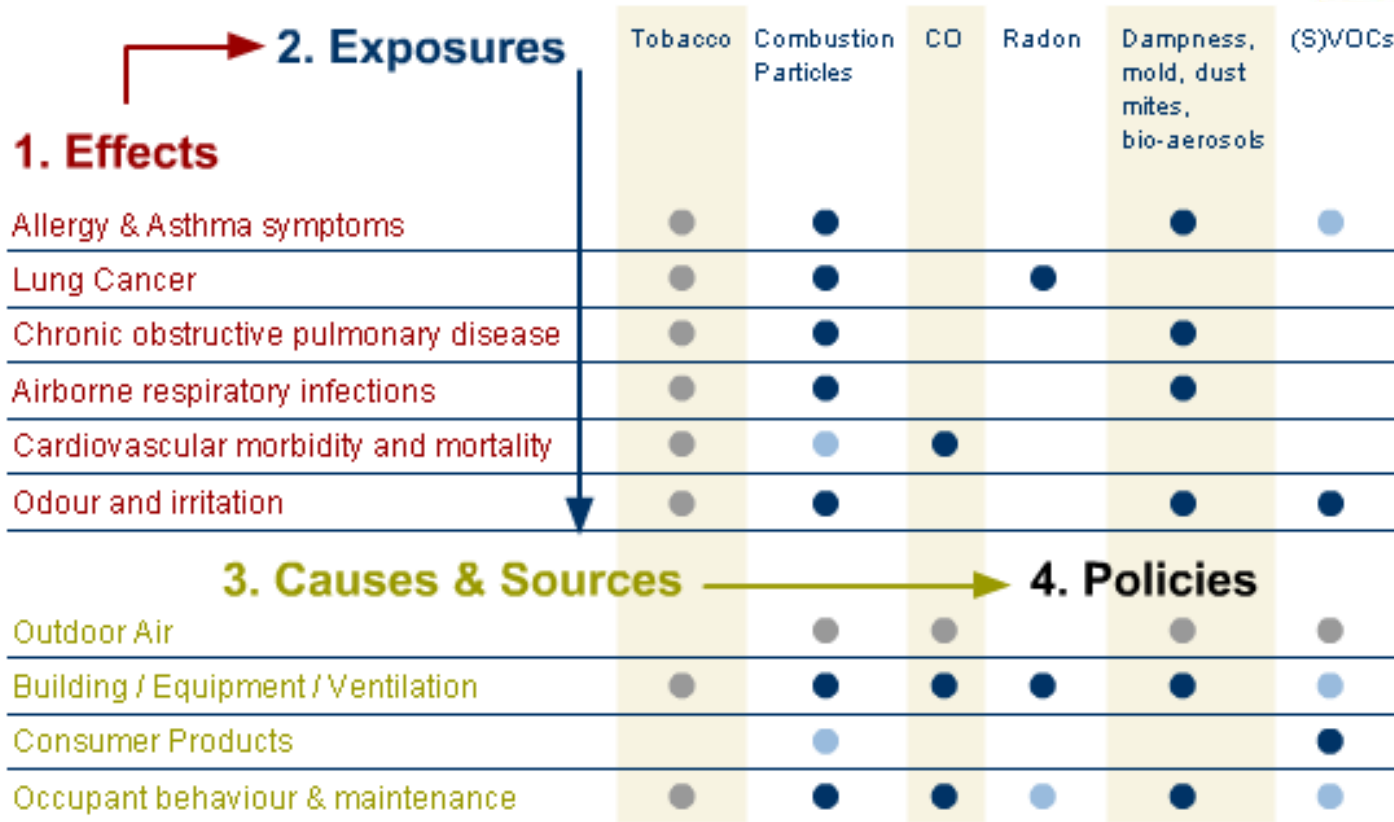 2. Exposures
Tobacco
Combustion
Particles
CO
Radon
Dampness,
mold, dust
mites,
bio-aerosols
(S)VOCs
1. Effects
Allergy & Asthma symptoms
Lung Cancer
Chronic obstructive pulmonary disease
Airborne respiratory infections
Cardiovascular morbidity and mortality
Odour and irritation
3. Causes & Sources
4. Policies
Outdoor Air
Building / Equipment / Ventilation
Consumer Products
Occupant behaviour & maintenance